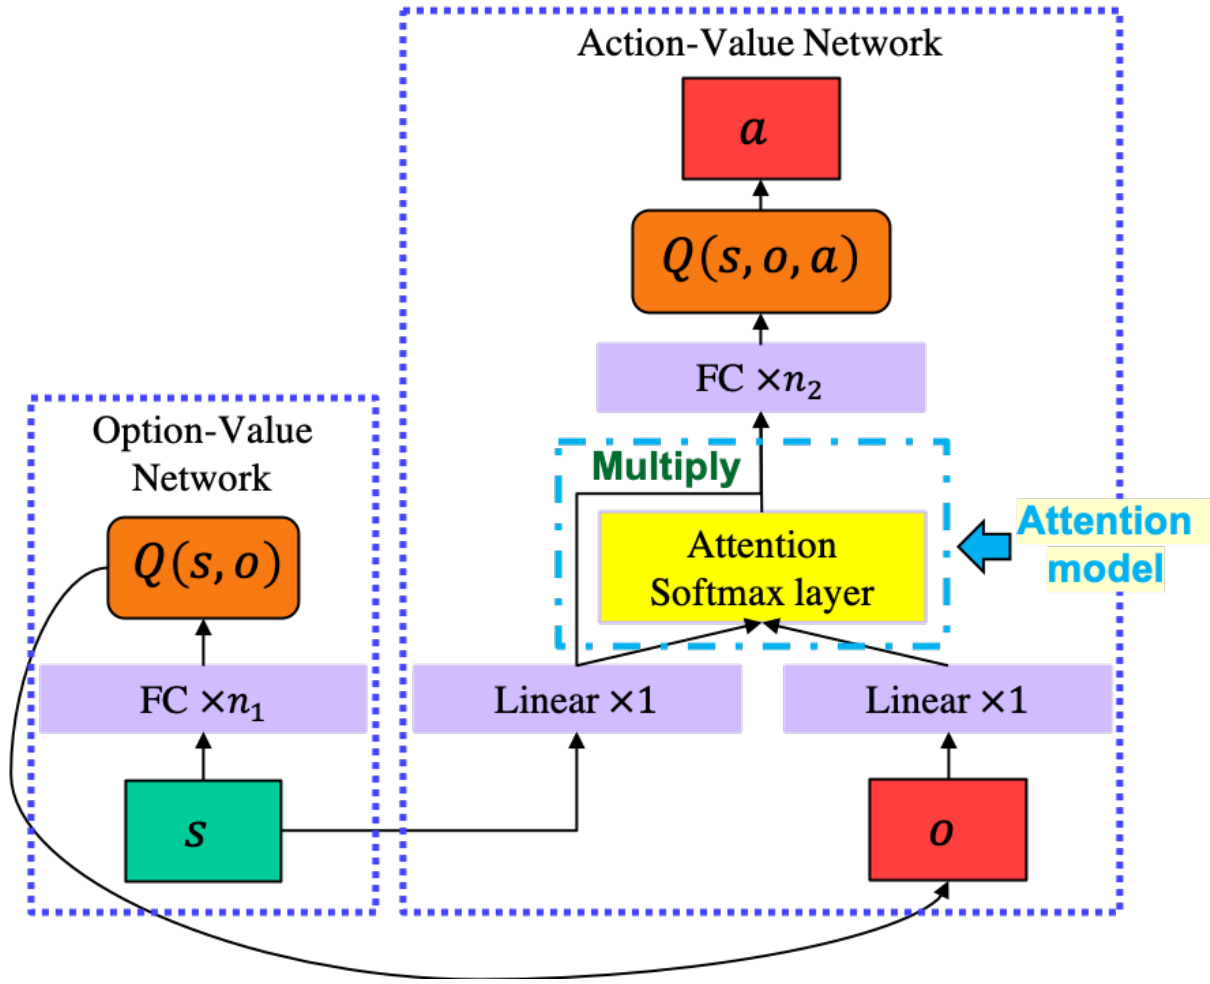 Action-Value Network
a
Q(s, o, a)
FC ×n₂
Multiply
Attention
Softmax layer
Attention
model
Linear ×1
Linear ×1
o
Option-Value
Network
Q(s, o)
FC ×n₁
s